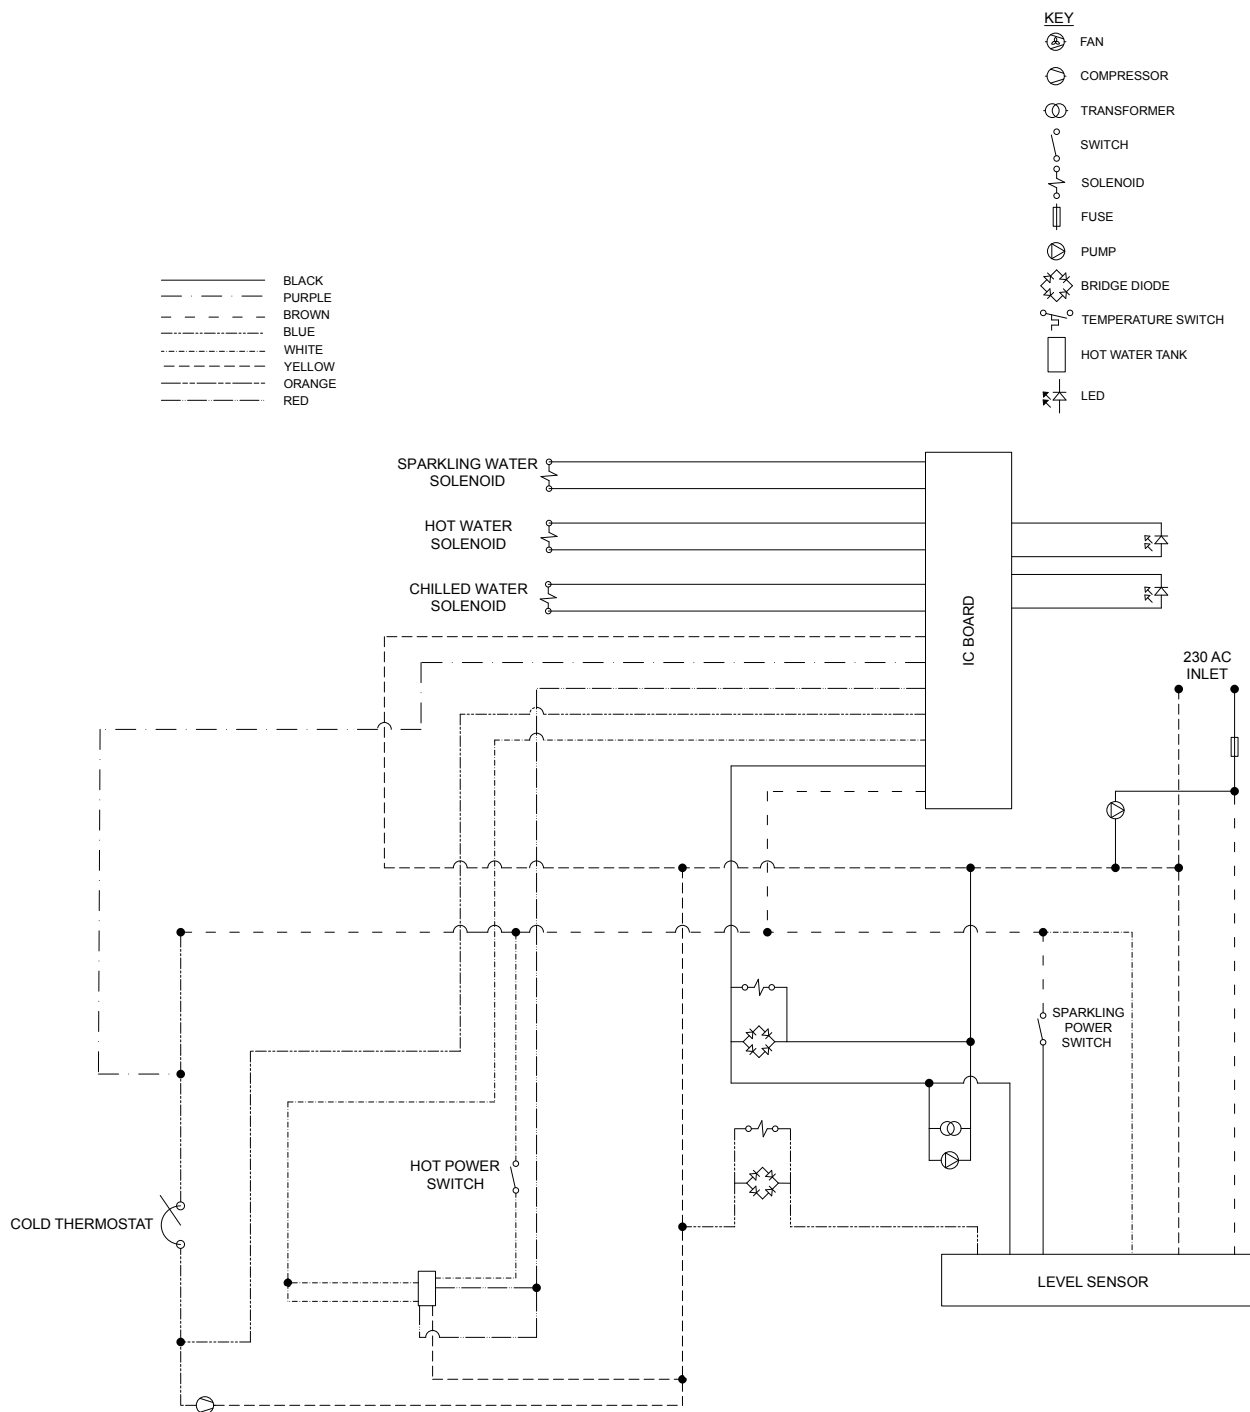 KEY
FAN
COMPRESSOR
TRANSFORMER
SWITCH
SOLENOID
FUSE
PUMP
BRIDGE DIODE
TEMPERATURE SWITCH
HOT WATER TANK
LED
BLACK
PURPLE
BROWN
BLUE
WHITE
YELLOW
ORANGE
RED
SPARKLING WATER
SOLENOID
HOT WATER
SOLENOID
CHILLED WATER
SOLENOID
IC BOARD
230 AC
INLET
SPARKLING
POWER
SWITCH
HOT POWER
SWITCH
COLD THERMOSTAT
LEVEL SENSOR